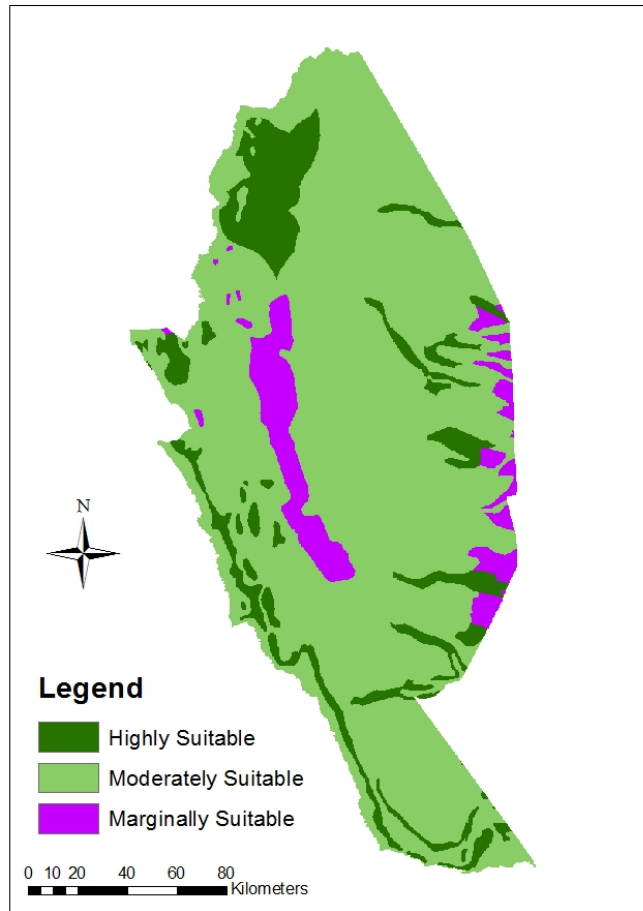 N
Legend
Highly Suitable
Moderately Suitable
Marginally Suitable
0 10 20 40 60 80
Kilometers